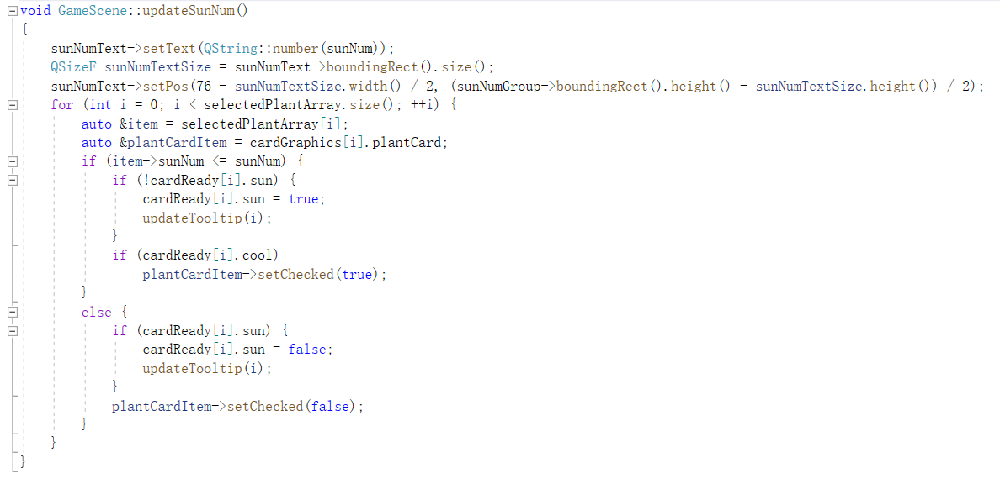 void GameScene::updateSunNum()
{
    sunNumText->setText(QString::number(sunNum));
    QSizeF sunNumTextSize = sunNumText->boundingRect().size();
    sunNumText->setPos(76 - sunNumTextSize.width() / 2, (sunNumGroup->boundingRect().height() - sunNumTextSize.height()) / 2);
    for (int i = 0; i < selectedPlantArray.size(); ++i) {
        auto &item = selectedPlantArray[i];
        auto &plantCardItem = cardGraphics[i].plantCard;
        if (item->sunNum <= sunNum) {
            if (!cardReady[i].sun) {
                cardReady[i].sun = true;
                updateTooltip(i);
            }
            if (cardReady[i].cool)
                plantCardItem->setChecked(true);
        }
        else {
            if (cardReady[i].sun) {
                cardReady[i].sun = false;
                updateTooltip(i);
            }
            plantCardItem->setChecked(false);
        }
    }
}